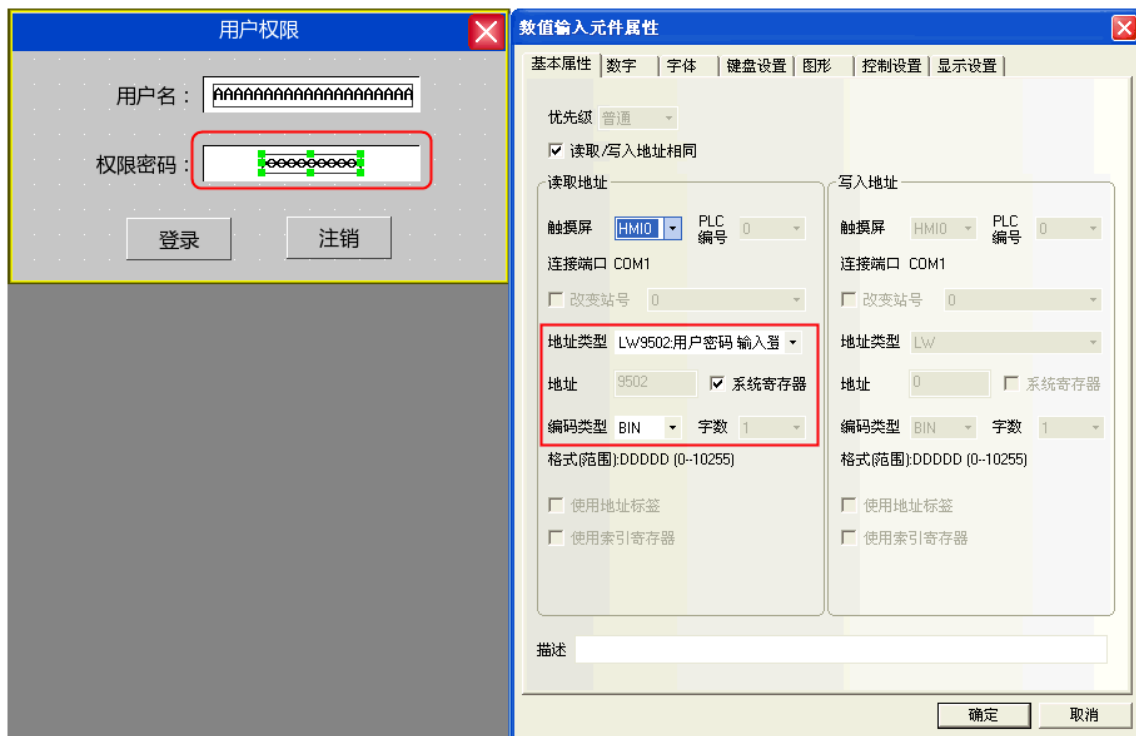 用户权限
用户名：
AAAAAAAAAAAAAAAAAAAA
权限密码：
登录
注销
数值输入元件属性
基本属性 数字 字体 键盘设置 图形 控制设置 显示设置
优先级 普通
读取/写入地址相同
读取地址
触摸屏 HMI0 PLC编号 0
连接端口 COM1
改变站号 0
地址类型 LW9502:用户密码 输入登
地址 9502 系统寄存器
编码类型 BIN 字数 1
格式(范围):DDDDD (0--10255)
使用地址标签
使用索引寄存器
写入地址
触摸屏 HMI0 PLC编号 0
连接端口 COM1
改变站号 0
地址类型 LW
地址 0 系统寄存器
编码类型 BIN 字数 1
格式(范围):DDDDD (0--10255)
使用地址标签
使用索引寄存器
描述
确定 取消